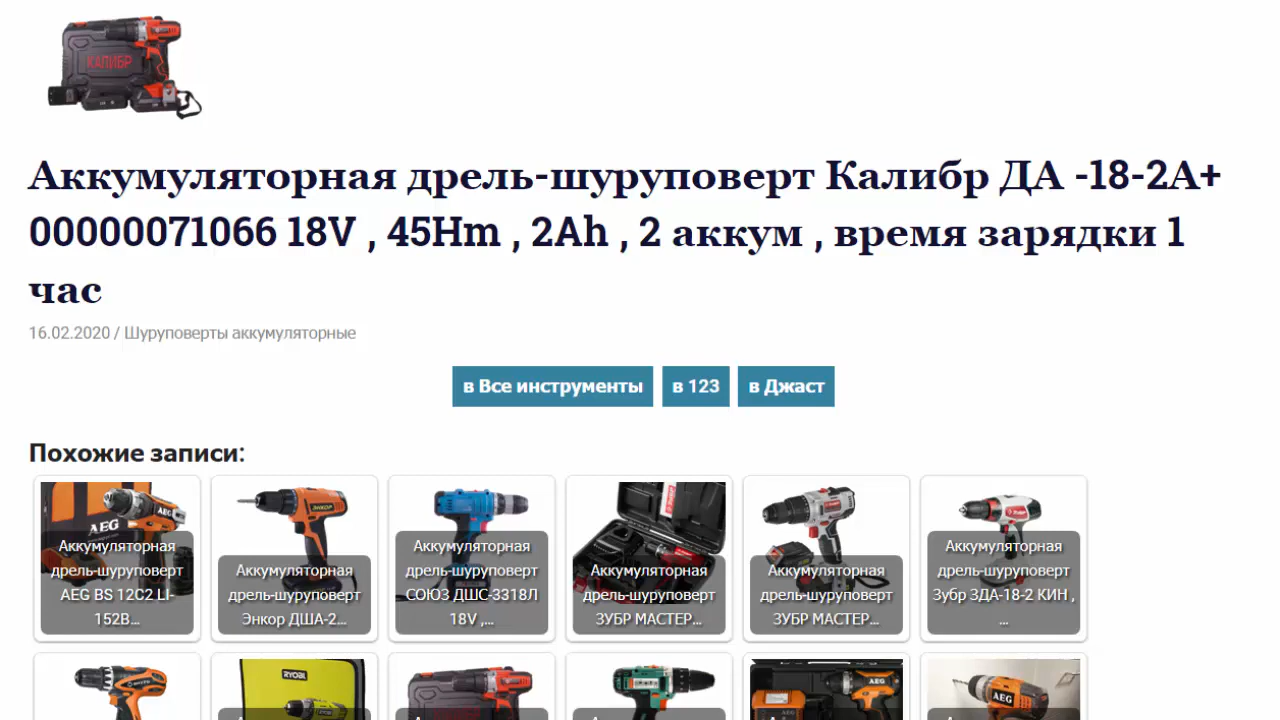 КАЛИБР
Аккумуляторная дрель-шуруповерт Калибр ДА -18-2А+
00000071066 18V , 45Hm , 2Ah , 2 аккум , время зарядки 1
час
16.02.2020 / Шуруповерты аккумуляторные
в Все инструменты
в 123
в Джаст
Похожие записи:
AEG
Аккумуляторная
дрель-шуруповерт
AEG BS 12C2 LI-
152B...
ЭНКОР
Аккумуляторная
дрель-шуруповерт
Энкор ДША-2...
Аккумуляторная
дрель-шуруповерт
СОЮЗ ДШС-3318Л
18V ,...
Аккумуляторная
дрель-шуруповерт
ЗУБР МАСТЕР...
Аккумуляторная
дрель-шуруповерт
ЗУБР МАСТЕР...
Аккумуляторная
дрель-шуруповерт
Зубр ЗДА-18-2 КИН ,
...
RYOBI
AEG
AEG